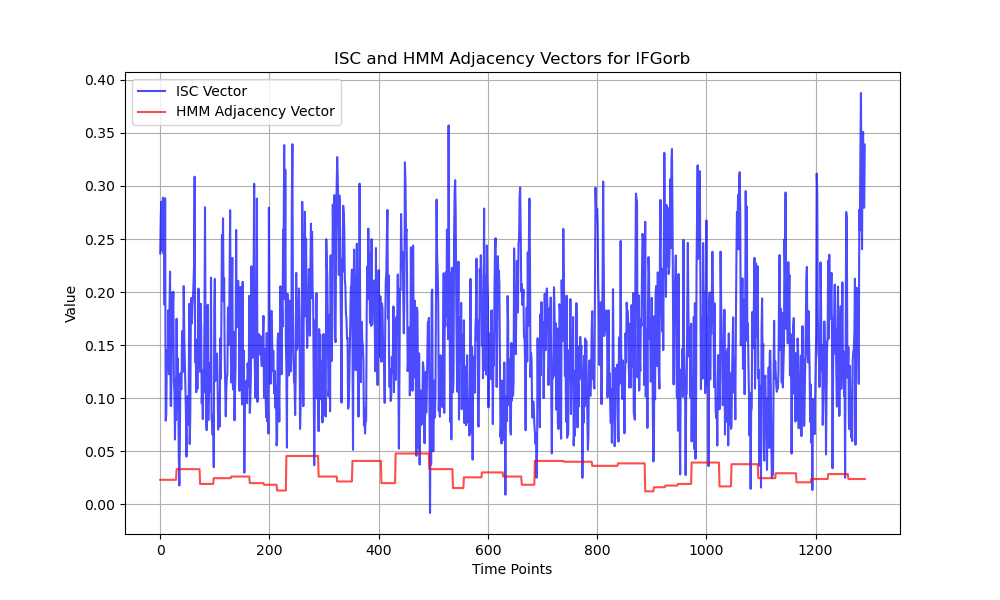 ISC and HMM Adjacency Vectors for IFGorb
ISC Vector
HMM Adjacency Vector
0.40
0.35
0.30
0.25
0.20
0.15
0.10
0.05
0.00
Value
0 200 400 600 800 1000 1200
Time Points